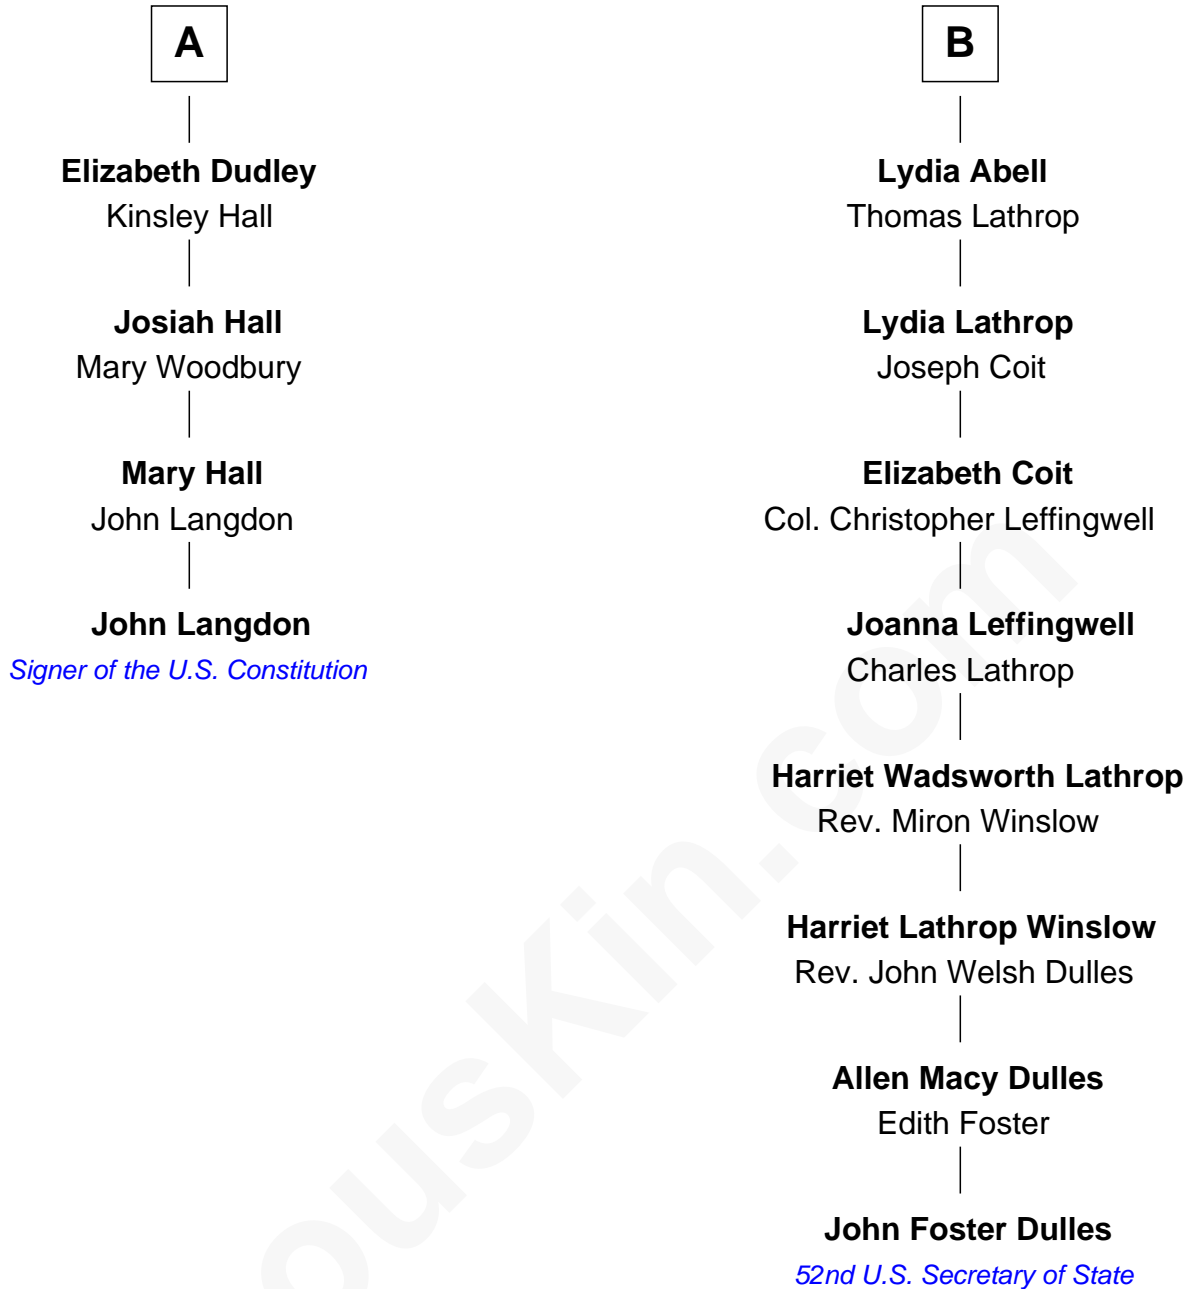 A
Elizabeth Dudley
Kinsley Hall
Josiah Hall
Mary Woodbury
Mary Hall
John Langdon
John Langdon
Signer of the U.S. Constitution
B
Lydia Abell
Thomas Lathrop
Lydia Lathrop
Joseph Coit
Elizabeth Coit
Col. Christopher Leffingwell
Joanna Leffingwell
Charles Lathrop
Harriet Wadsworth Lathrop
Rev. Miron Winslow
Harriet Lathrop Winslow
Rev. John Welsh Dulles
Allen Macy Dulles
Edith Foster
John Foster Dulles
52nd U.S. Secretary of State
ousKin.com